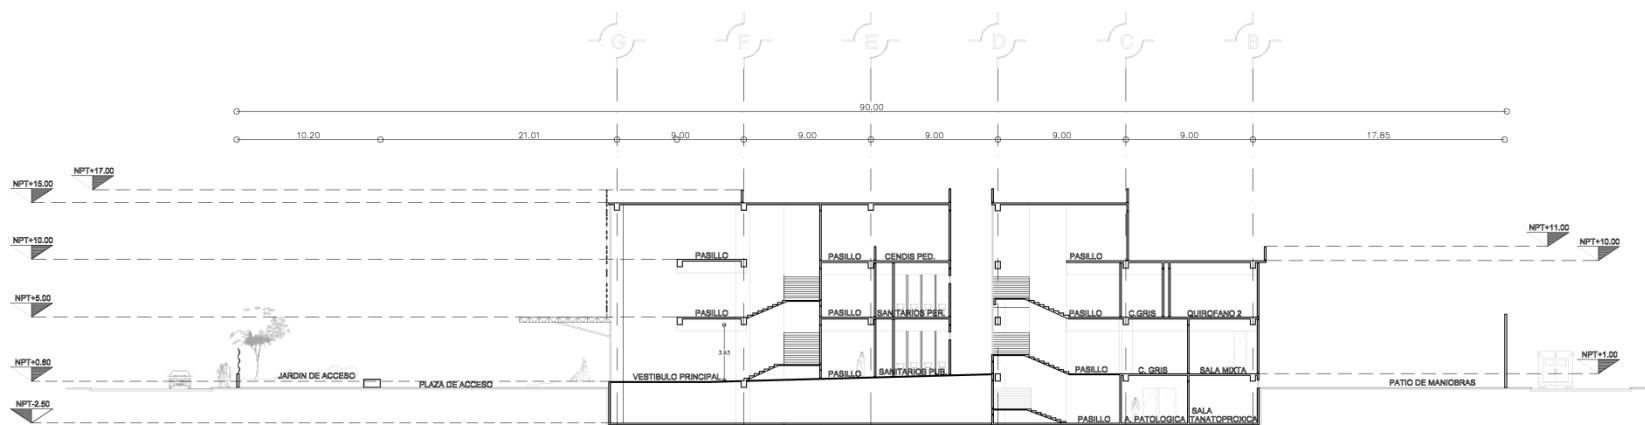 G F E D C B
90.00
10.20 21.01 9.00 9.00 9.00 9.00 9.00 17.85
NPT+17.00
NPT+15.00
NPT+11.00
NPT+10.00 NPT+10.00
PASILLO PASILLO CENDIS PED. PASILLO
NPT+5.00
PASILLO PASILLO SANITARIOS PER. PASILLO C.GRIS QUIROFANO 2
3.95
NPT+0.60 NPT+1.00
JARDIN DE ACCESO VESTIBULO PRINCIPAL PASILLO SANITARIOS PUB. PASILLO C. GRIS SALA MIXTA
PLAZA DE ACCESO PATIO DE MANIOBRAS
NPT-2.50
SALA
PASILLO A. PATOLOGICA TANATOPROXICA